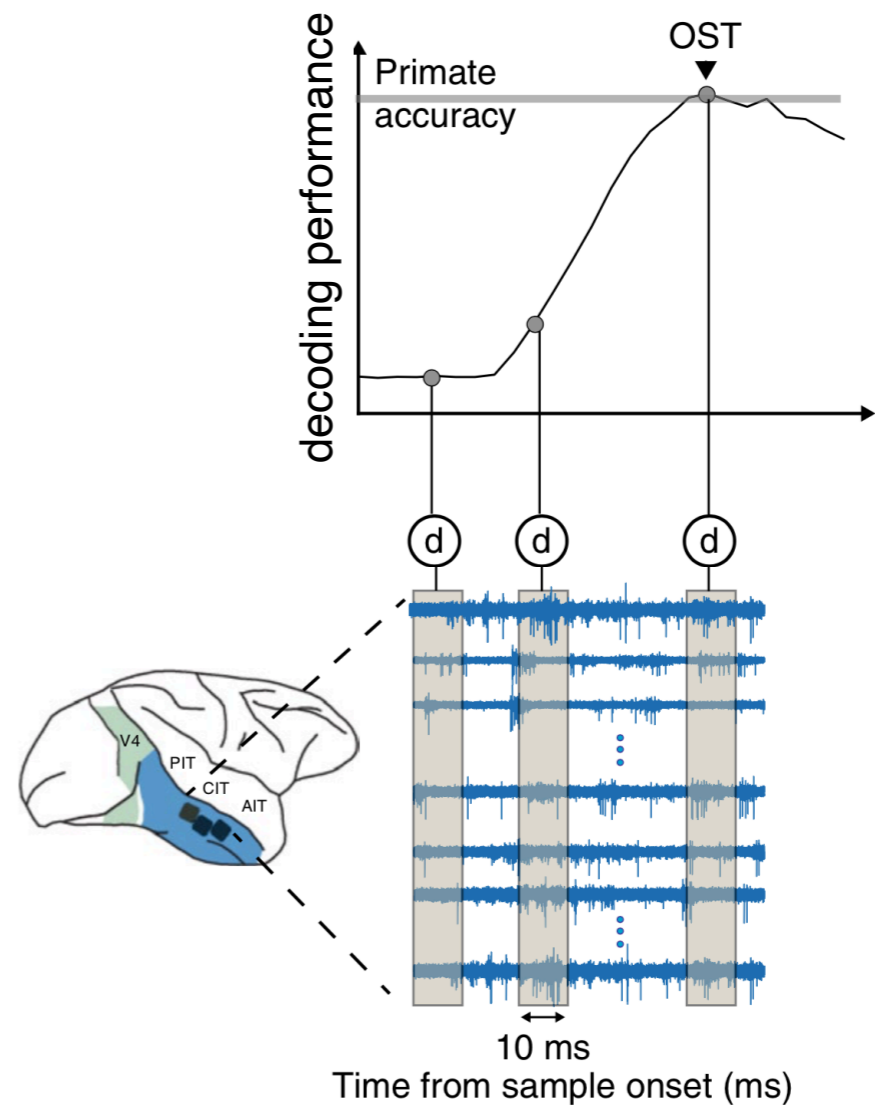 OST
Primate
accuracy
decoding performance
d
d
d
V4
PIT
CIT
AIT
10 ms
Time from sample onset (ms)